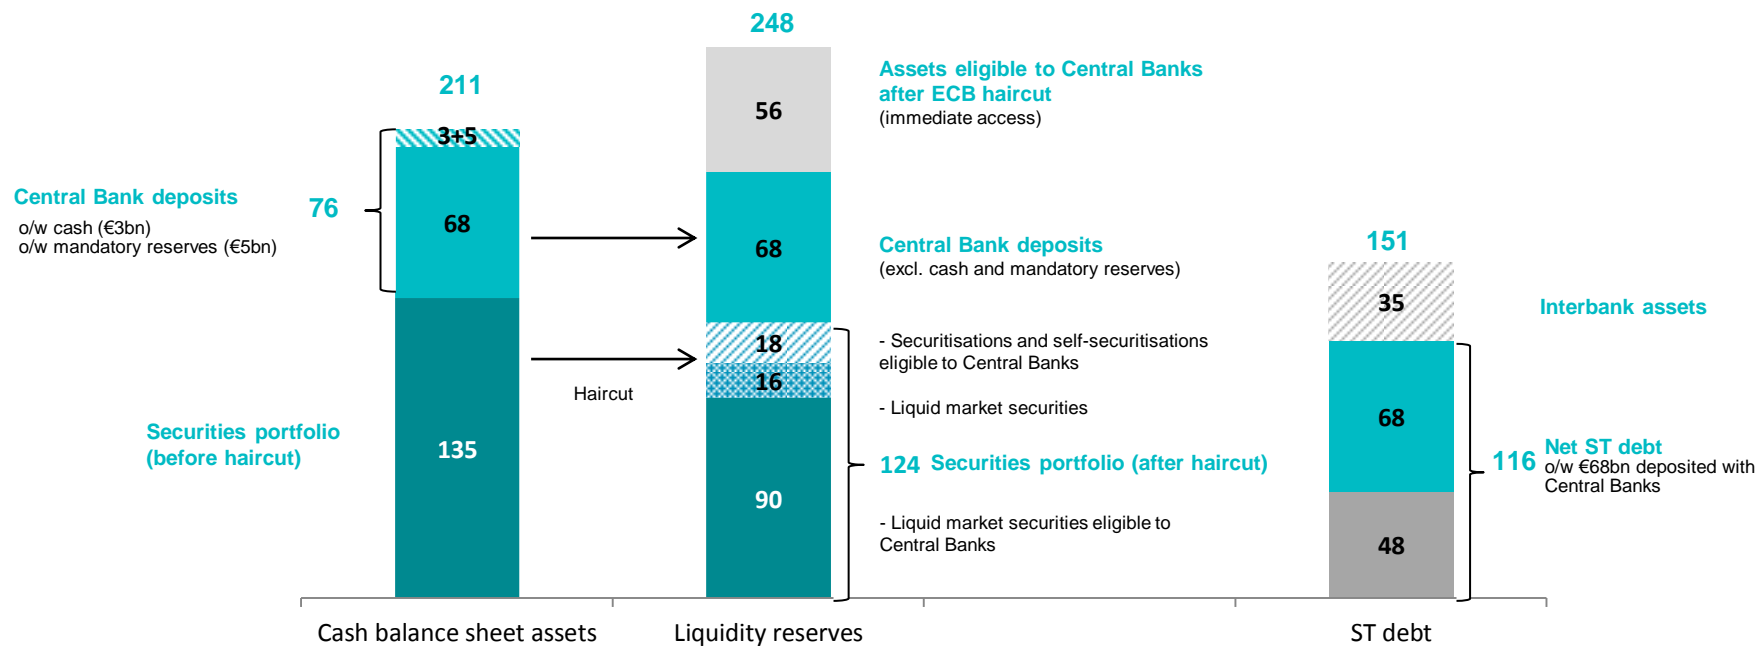 248
211
Assets eligible to Central Banks
after ECB haircut
(immediate access)
56
3+5
Central Bank deposits
o/w cash (€3bn)
o/w mandatory reserves (€5bn)
76
68
68
Central Bank deposits
(excl. cash and mandatory reserves)
151
35
Interbank assets
18
- Securitisations and self-securitisations
eligible to Central Banks
16
Haircut
- Liquid market securities
68
Securities portfolio
(before haircut)
135
124 Securities portfolio (after haircut)
116
Net ST debt
o/w €68bn deposited with
Central Banks
90
- Liquid market securities eligible to
Central Banks
48
Cash balance sheet assets
Liquidity reserves
ST debt